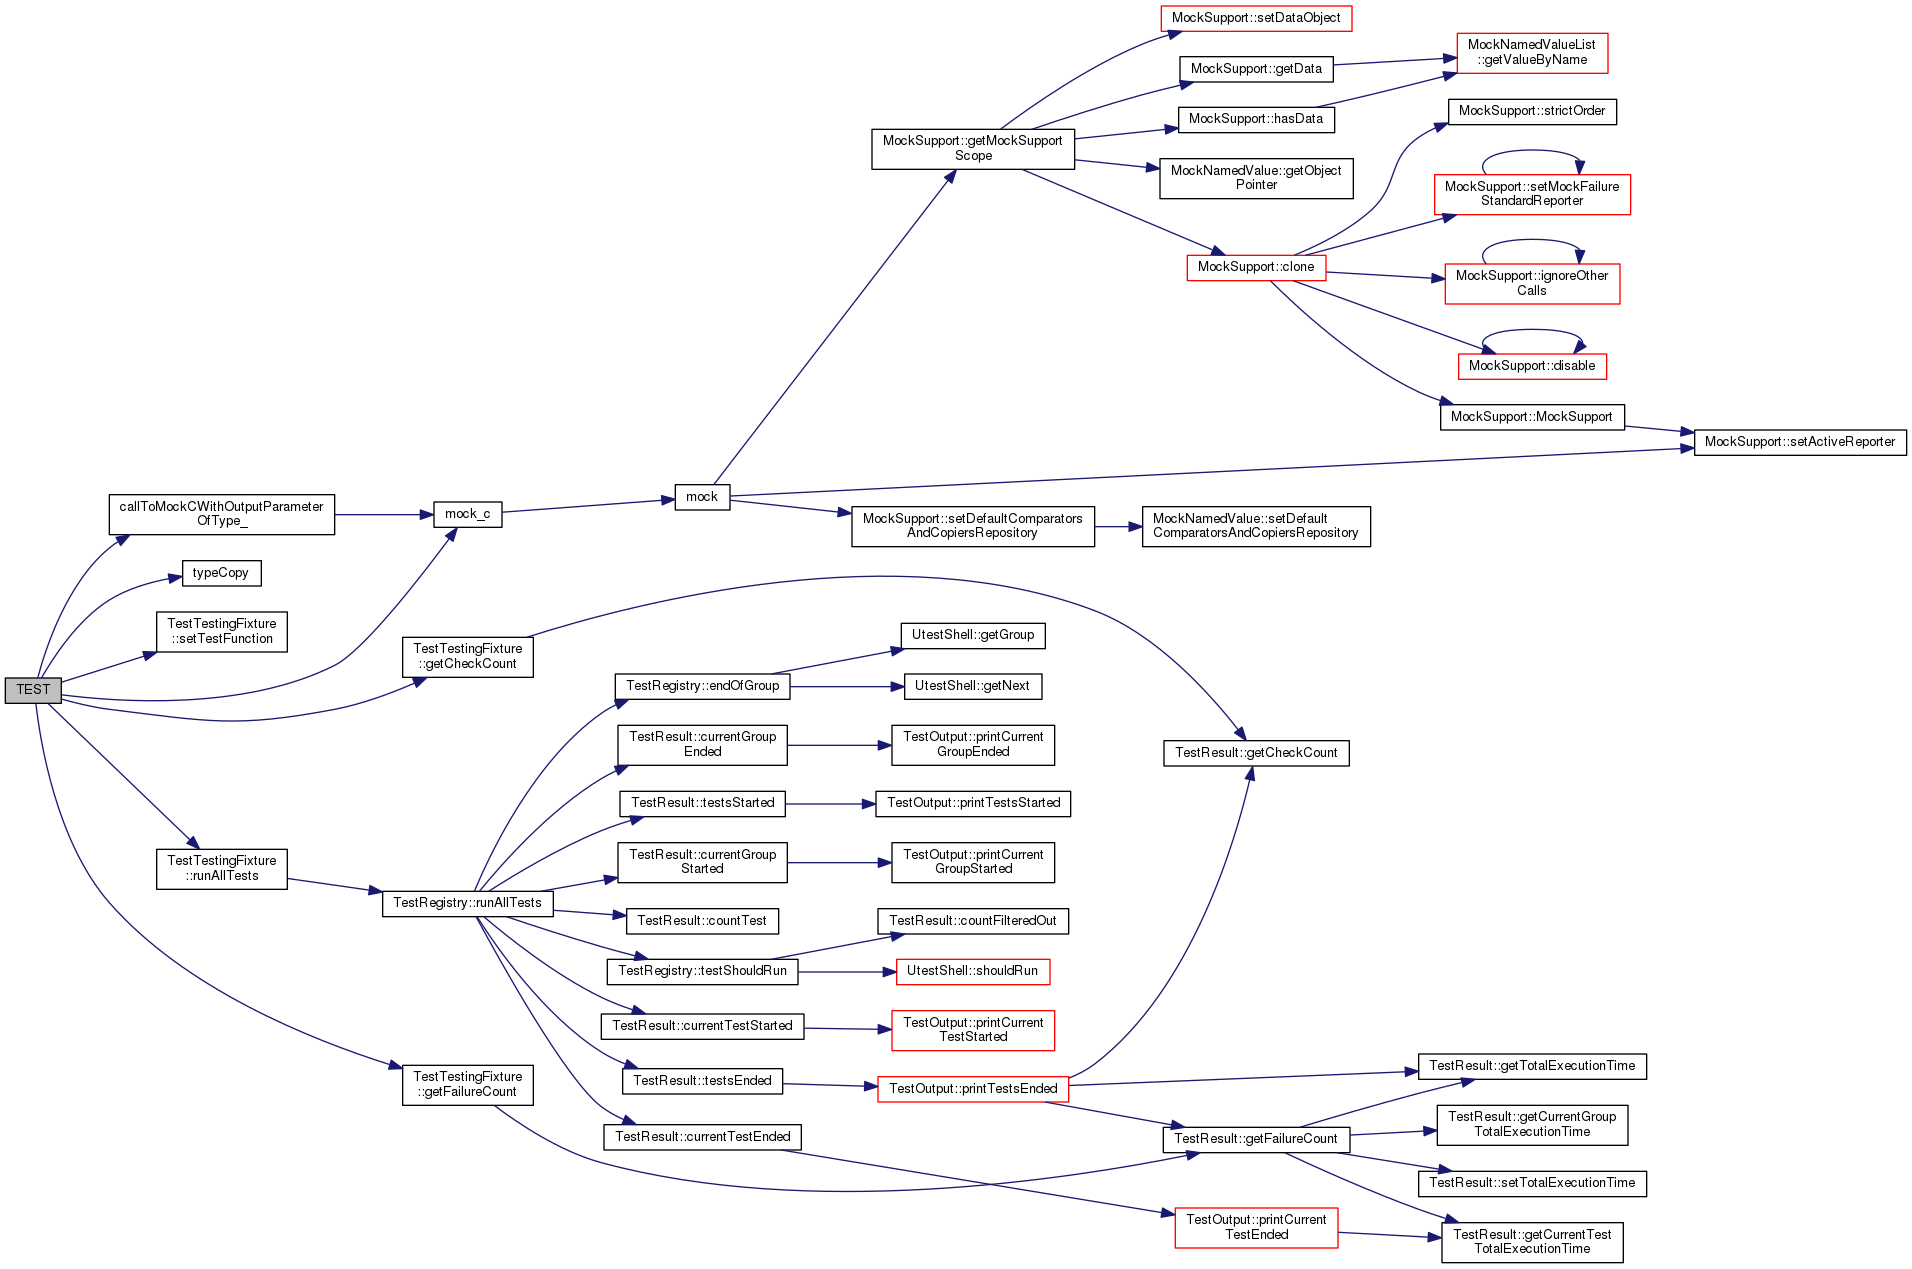 MockSupport::setDataObject
MockSupport::getData
MockNamedValueList
::getValueByName
MockSupport::hasData
MockSupport::strictOrder
MockSupport::getMockSupport
Scope
MockNamedValue::getObject
Pointer
MockSupport::setMockFailure
StandardReporter
MockSupport::clone
MockSupport::ignoreOther
Calls
MockSupport::disable
MockSupport::MockSupport
MockSupport::setActiveReporter
callToMockCWithOutputParameter
OfType_
mock_c
mock
MockSupport::setDefaultComparators
AndCopiersRepository
MockNamedValue::setDefault
ComparatorsAndCopiersRepository
typeCopy
TestTestingFixture
::setTestFunction
TestTestingFixture
::getCheckCount
UtestShell::getGroup
TEST
TestRegistry::endOfGroup
UtestShell::getNext
TestResult::currentGroup
Ended
TestOutput::printCurrent
GroupEnded
TestResult::getCheckCount
TestResult::testsStarted
TestOutput::printTestsStarted
TestTestingFixture
::runAllTests
TestResult::currentGroup
Started
TestOutput::printCurrent
GroupStarted
TestRegistry::runAllTests
TestResult::countTest
TestResult::countFilteredOut
TestRegistry::testShouldRun
UtestShell::shouldRun
TestResult::currentTestStarted
TestOutput::printCurrent
TestStarted
TestTestingFixture
::getFailureCount
TestResult::testsEnded
TestOutput::printTestsEnded
TestResult::getTotalExecutionTime
TestResult::currentTestEnded
TestResult::getFailureCount
TestResult::getCurrentGroup
TotalExecutionTime
TestResult::setTotalExecutionTime
TestOutput::printCurrent
TestEnded
TestResult::getCurrentTest
TotalExecutionTime